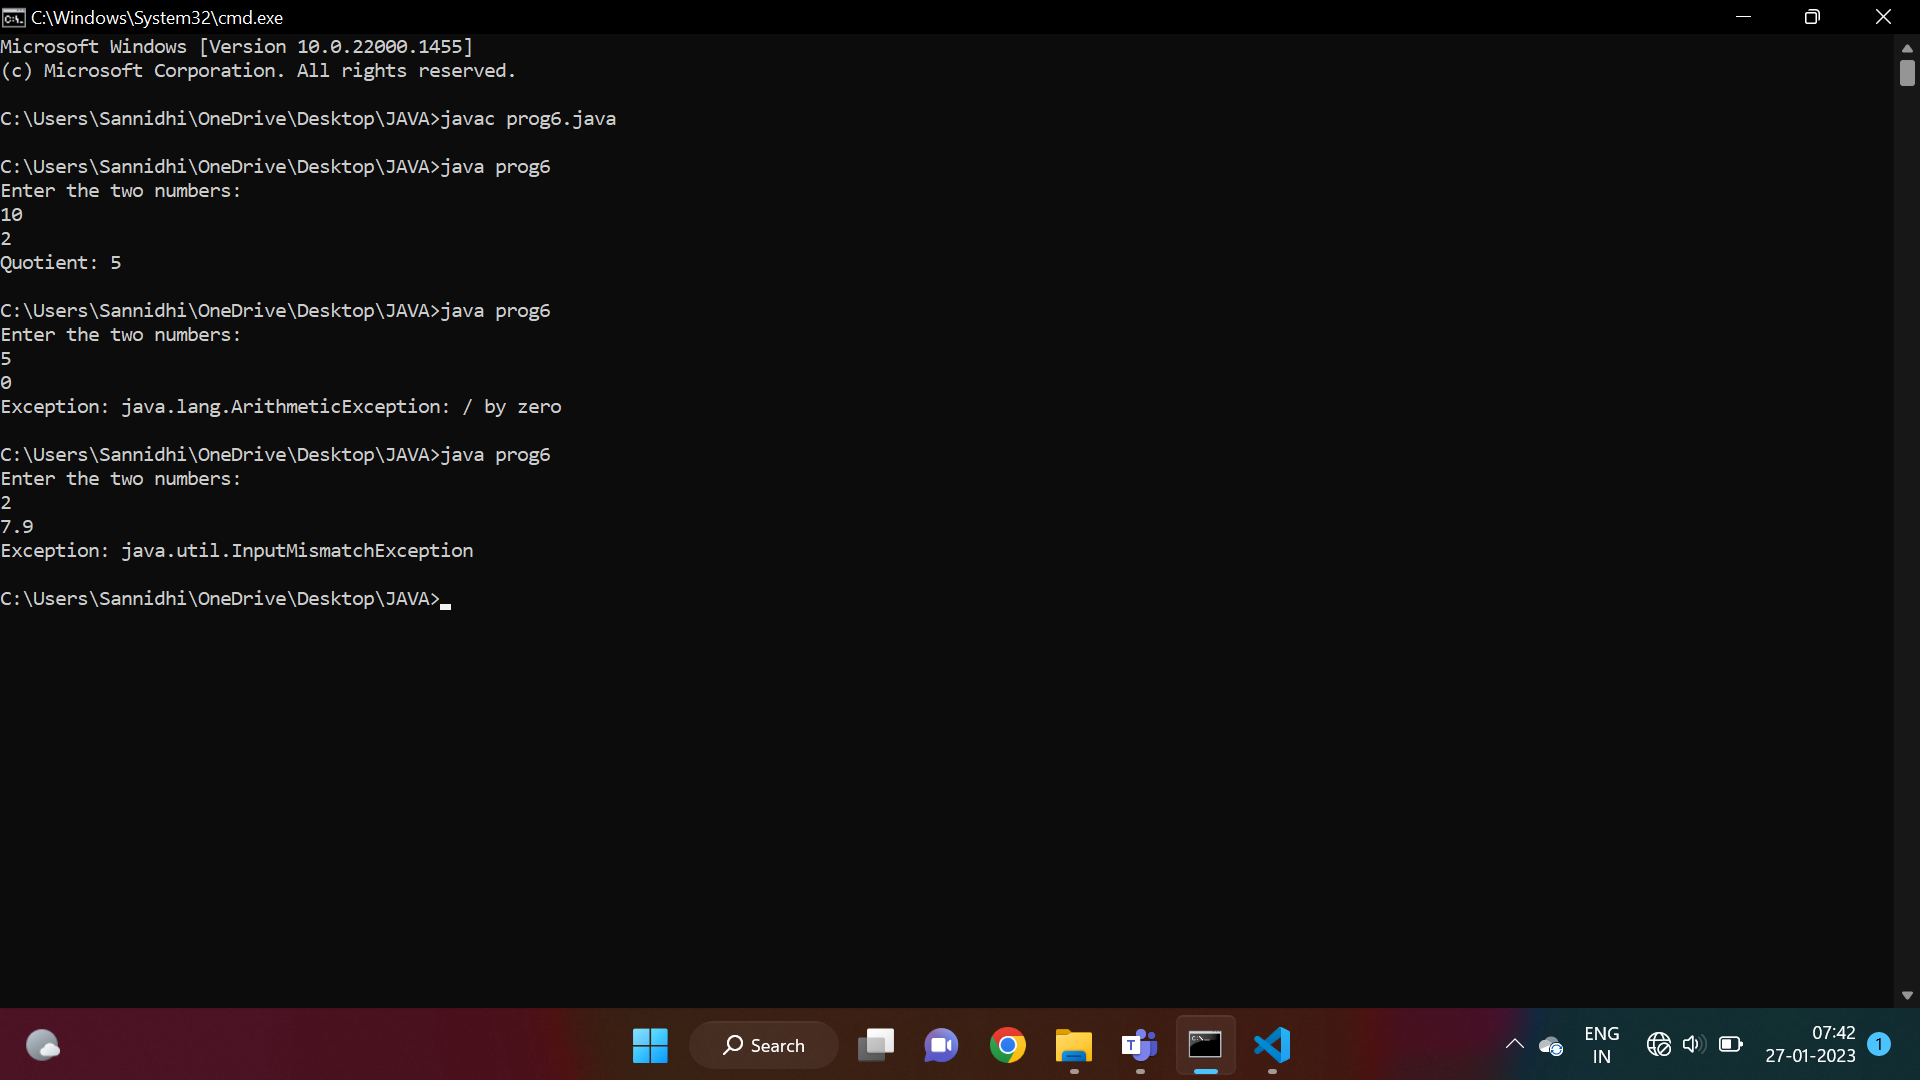 C:\Windows\System32\cmd.exe
Microsoft Windows [Version 10.0.22000.1455]
(c) Microsoft Corporation. All rights reserved.
C:\Users\Sannidhi\OneDrive\Desktop\JAVA>javac prog6.java
C:\Users\Sannidhi\OneDrive\Desktop\JAVA>java prog6
Enter the two numbers:
10
2
Quotient: 5
C:\Users\Sannidhi\OneDrive\Desktop\JAVA>java prog6
Enter the two numbers:
5
0
Exception: java.lang.ArithmeticException: / by zero
C:\Users\Sannidhi\OneDrive\Desktop\JAVA>java prog6
Enter the two numbers:
2
7.9
Exception: java.util.InputMismatchException
C:\Users\Sannidhi\OneDrive\Desktop\JAVA>
Search
ENG
IN
07:42
27-01-2023
1